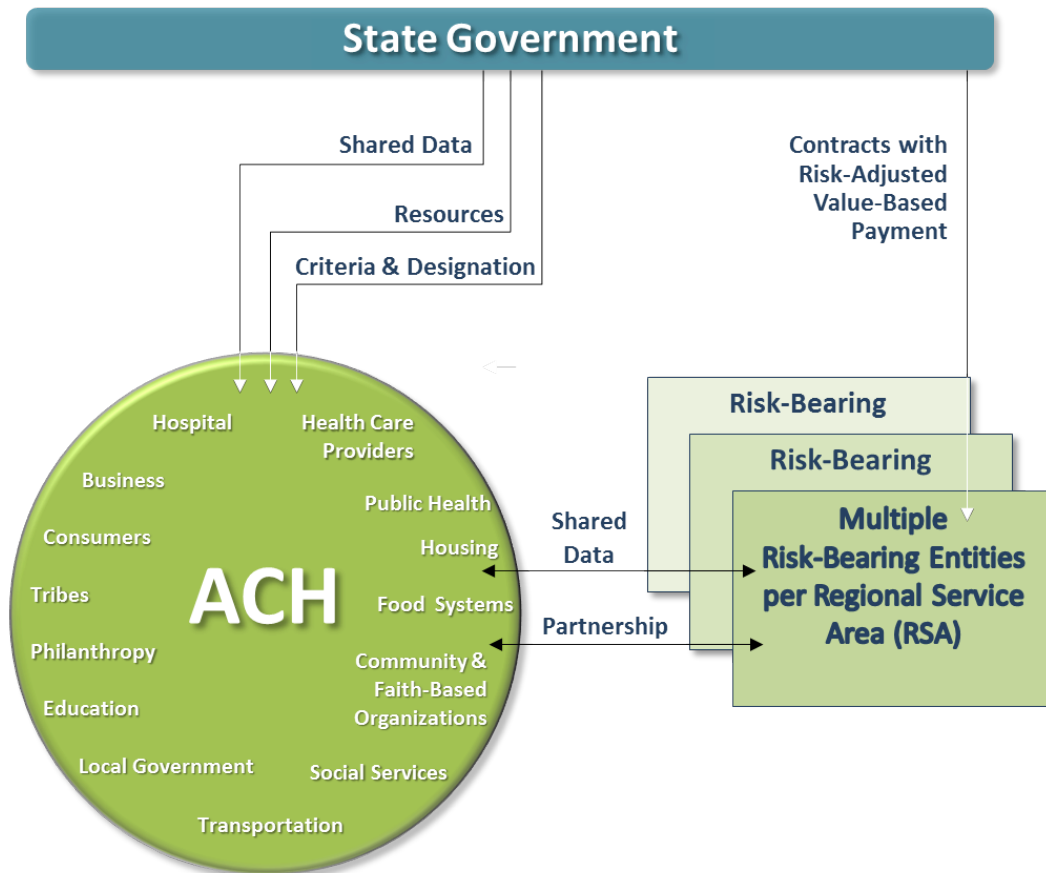 State Government
Shared Data
Resources
Criteria & Designation
Contracts with
Risk-Adjusted
Value-Based
Payment
Hospital
Health Care
Providers
Business
Public Health
Consumers
Housing
ACH
Tribes
Food Systems
Philanthropy
Community &
Faith-Based
Organizations
Education
Local Government
Social Services
Transportation
Shared
Data
Partnership
Risk-Bearing
Risk-Bearing
Multiple
Risk-Bearing Entities
per Regional Service
Area (RSA)